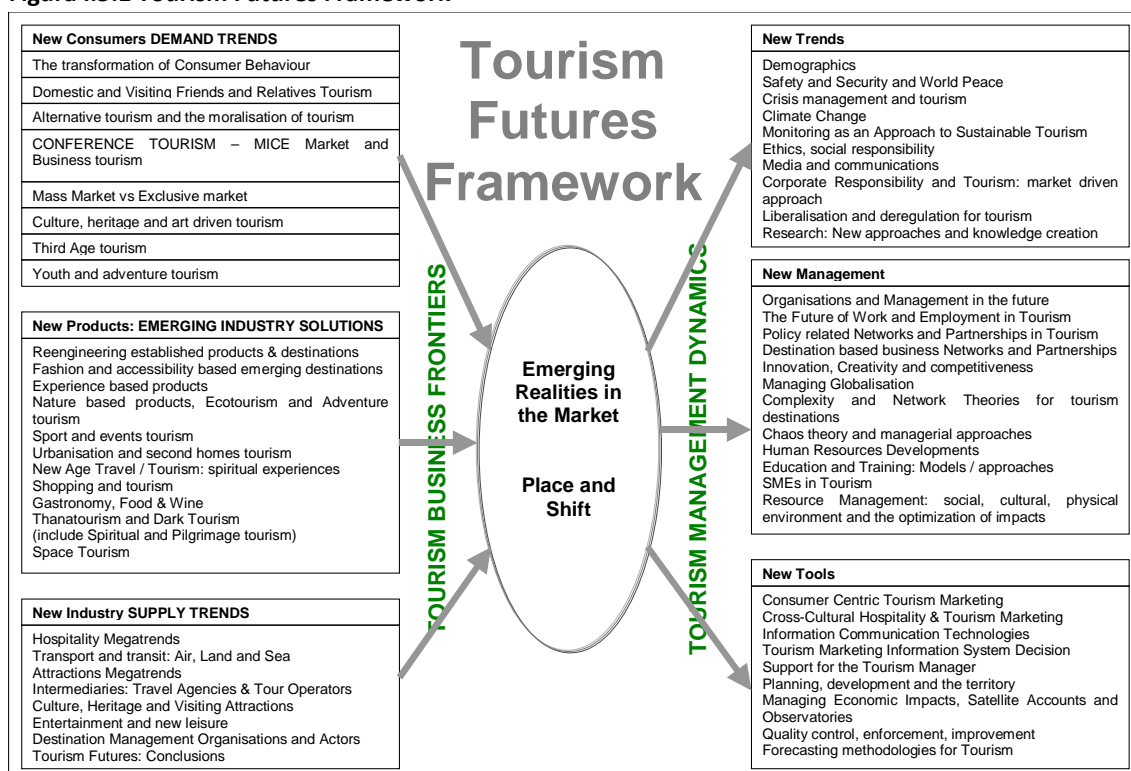 Figure Tourism Futures Framework
New Consumers DEMAND TRENDS
The transformation of Consumer Behaviour
Domestic and Visiting Friends and Relatives Tourism
Alternative tourism and the moralisation of tourism
CONFERENCE TOURISM – MICE Market and
Business tourism
Mass Market vs Exclusive market
Culture, heritage and art driven tourism
Third Age tourism
Youth and adventure tourism
New Products: EMERGING INDUSTRY SOLUTIONS
Reengineering established products & destinations
Fashion and accessibility based emerging destinations
Experience based products
Nature based products, Ecotourism and Adventure
tourism
Sport and events tourism
Urbanisation and second homes tourism
New Age Travel / Tourism: spiritual experiences
Shopping and tourism
Gastronomy, Food & Wine
Thanatourism and Dark Tourism
(include Spiritual and Pilgrimage tourism)
Space Tourism
New Industry SUPPLY TRENDS
Hospitality Megatrends
Transport and transit: Air, Land and Sea
Attractions Megatrends
Intermediaries: Travel Agencies & Tour Operators
Culture, Heritage and Visiting Attractions
Entertainment and new leisure
Destination Management Organisations and Actors
Tourism Futures: Conclusions
Tourism
Futures
Framework
TOURISM BUSINESS FRONTIERS
Emerging
Realities in
the Market
Place and
Shift
TOURISM MANAGEMENT DYNAMICS
New Trends
Demographics
Safety and Security and World Peace
Crisis management and tourism
Climate Change
Monitoring as an Approach to Sustainable Tourism
Ethics, social responsibility
Media and communications
Corporate Responsibility and Tourism: market driven
approach
Liberalisation and deregulation for tourism
Research: New approaches and knowledge creation
New Management
Organisations and Management in the future
The Future of Work and Employment in Tourism
Policy related Networks and Partnerships in Tourism
Destination based business Networks and Partnerships
Innovation, Creativity and competitiveness
Managing Globalisation
Complexity and Network Theories for tourism
destinations
Chaos theory and managerial approaches
Human Resources Developments
Education and Training: Models / approaches
SMEs in Tourism
Resource Management: social, cultural, physical
environment and the optimization of impacts
New Tools
Consumer Centric Tourism Marketing
Cross-Cultural Hospitality & Tourism Marketing
Information Communication Technologies
Tourism Marketing Information System Decision
Support for the Tourism Manager
Planning, development and the territory
Managing Economic Impacts, Satellite Accounts and
Observatories
Quality control, enforcement, improvement
Forecasting methodologies for Tourism